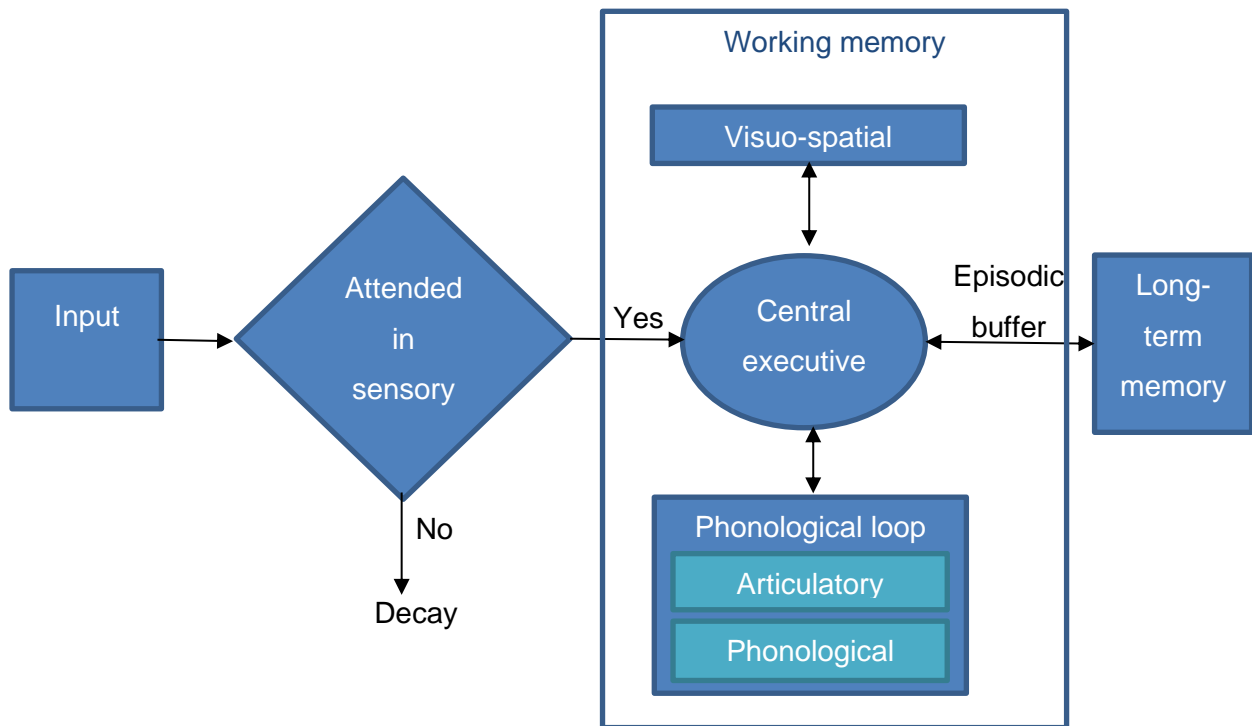 Working memory
Visuo-spatial
Input
Attended
in
sensory
Yes
Central
executive
Episodic
buffer
Long-
term
memory
No
Decay
Phonological loop
Articulatory
Phonological